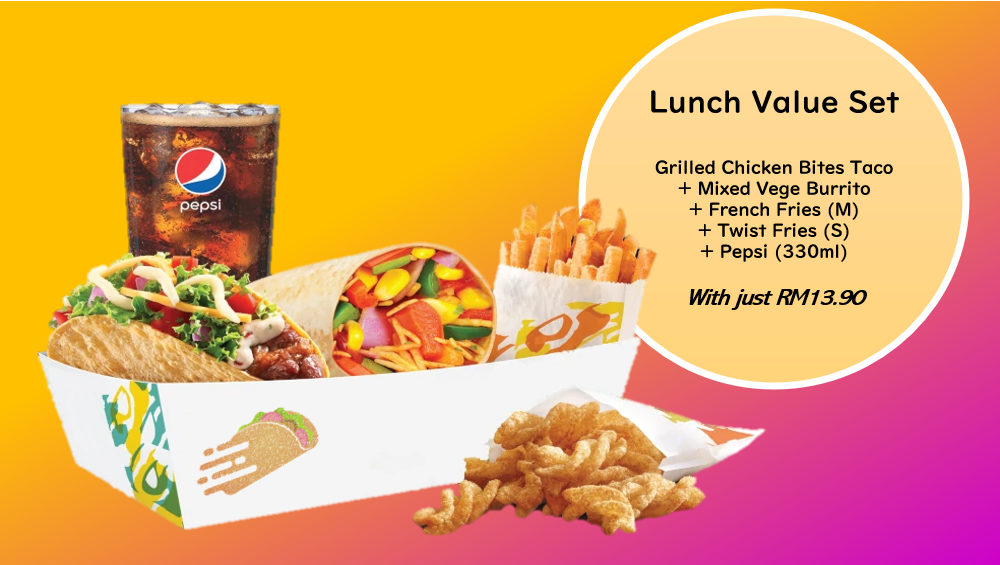 Lunch Value Set
Grilled Chicken Bites Taco
+ Mixed Vege Burrito
+ French Fries (M)
+ Twist Fries (S)
+ Pepsi (330ml)
With just RM13.90
pepsi